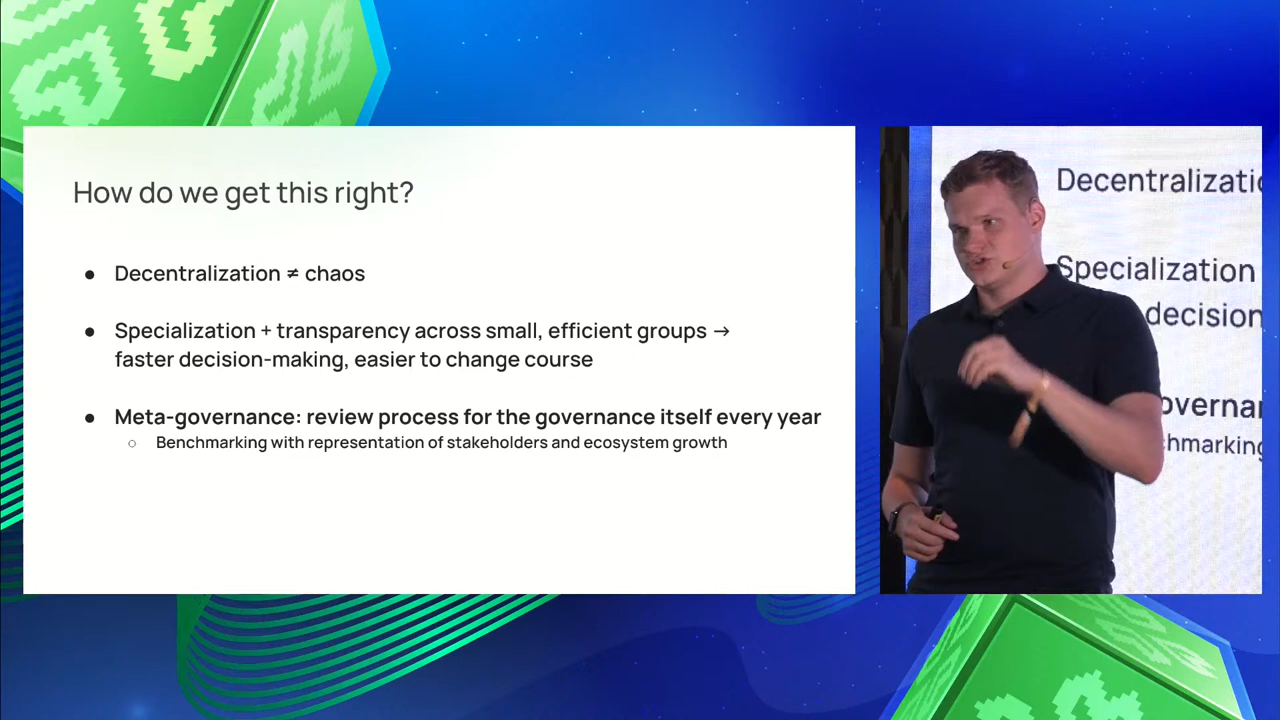 How do we get this right?
● Decentralization ≠ chaos
● Specialization + transparency across small, efficient groups →
faster decision-making, easier to change course
● Meta-governance: review process for the governance itself every year
○ Benchmarking with representation of stakeholders and ecosystem growth
Decentralizatio
Specialization
decision
overnan
hmarking